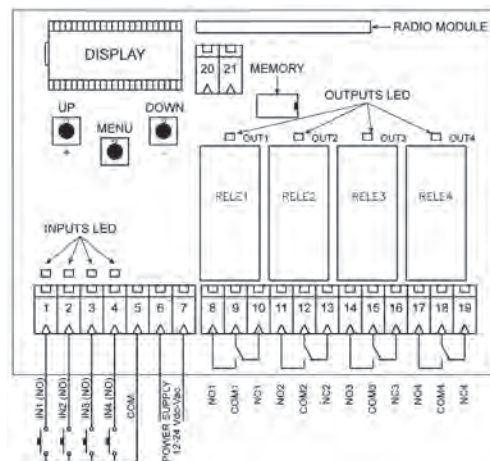 RADIO MODULE
DISPLAY
20 21
MEMORY
UP
DOWN
MENU
+
-
OUTPUTS LED
OUT1 OUT2 OUT3 OUT4
RELE1 RELE2 RELE3 RELE4
INPUTS LED
1 2 3 4 5 6 7 8 9 10 11 12 13 14 15 16 17 18 19
IN1 (NO)
IN2 (NO)
IN3 (NO)
IN4 (NO)
COM.
POWER SUPPLY
12-24 Vdc-Vac.
NO1
COM1
NC1
NO2
COM2
NC2
NO3
COM3
NC3
NO4
COM4
NC4